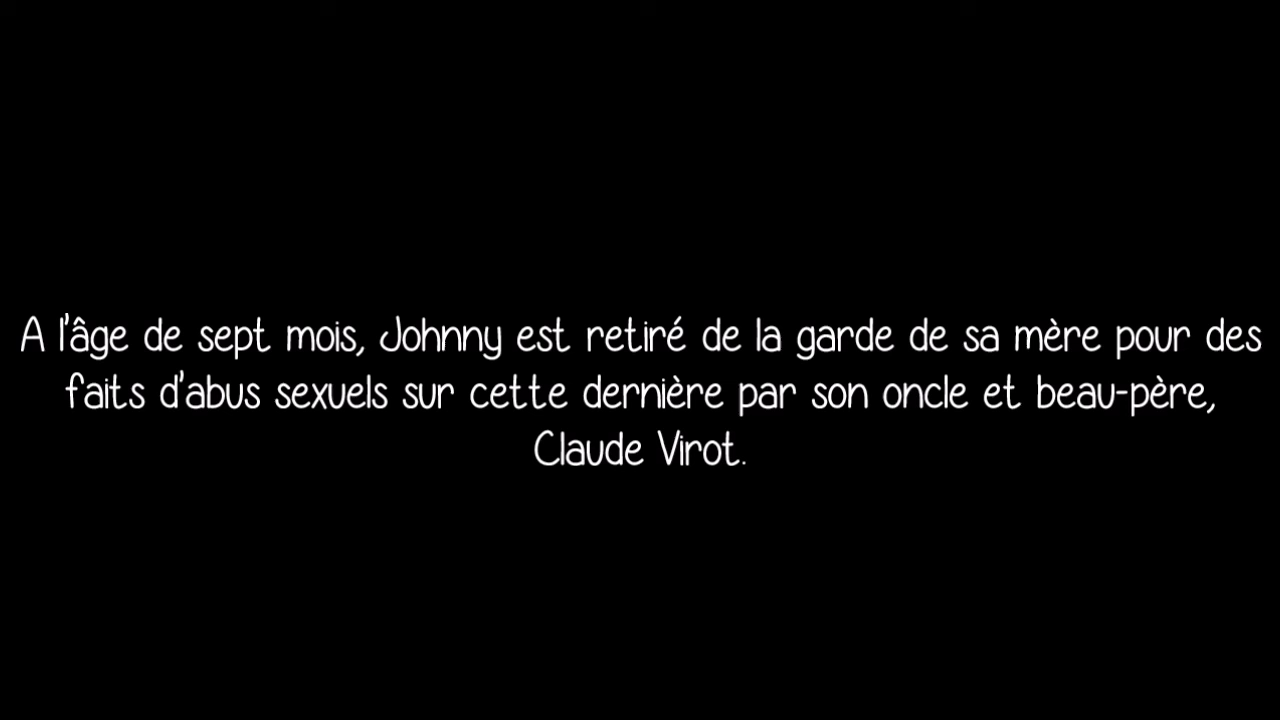 A l'âge de sept mois, Johnny est retiré de la garde de sa mère pour des
faits d'abus sexuels sur cette dernière par son oncle et beau-père,
Claude Virot.